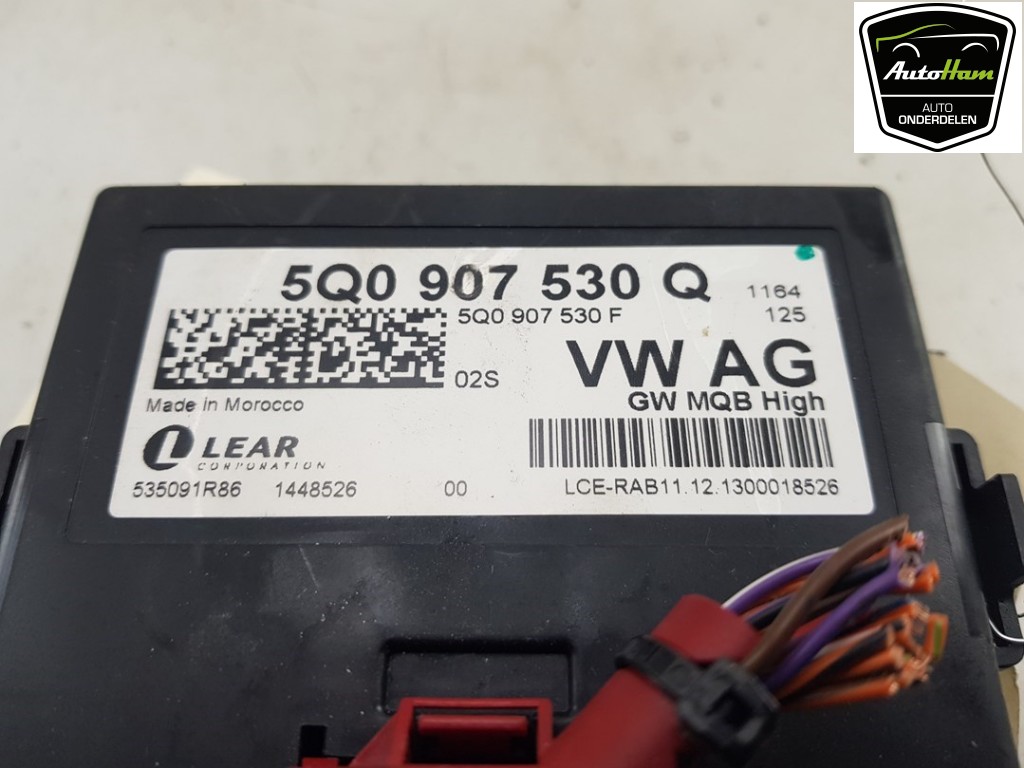 AutoHam
AUTO
ONDERDELEN
5Q0 907 530 Q 1164
5Q0 907 530 F 125
02S VW AG
GW MQB High
Made in Morocco
LEAR
CORPORATION
535091R86 1448526 00 LCE-RAB11.12.1300018526